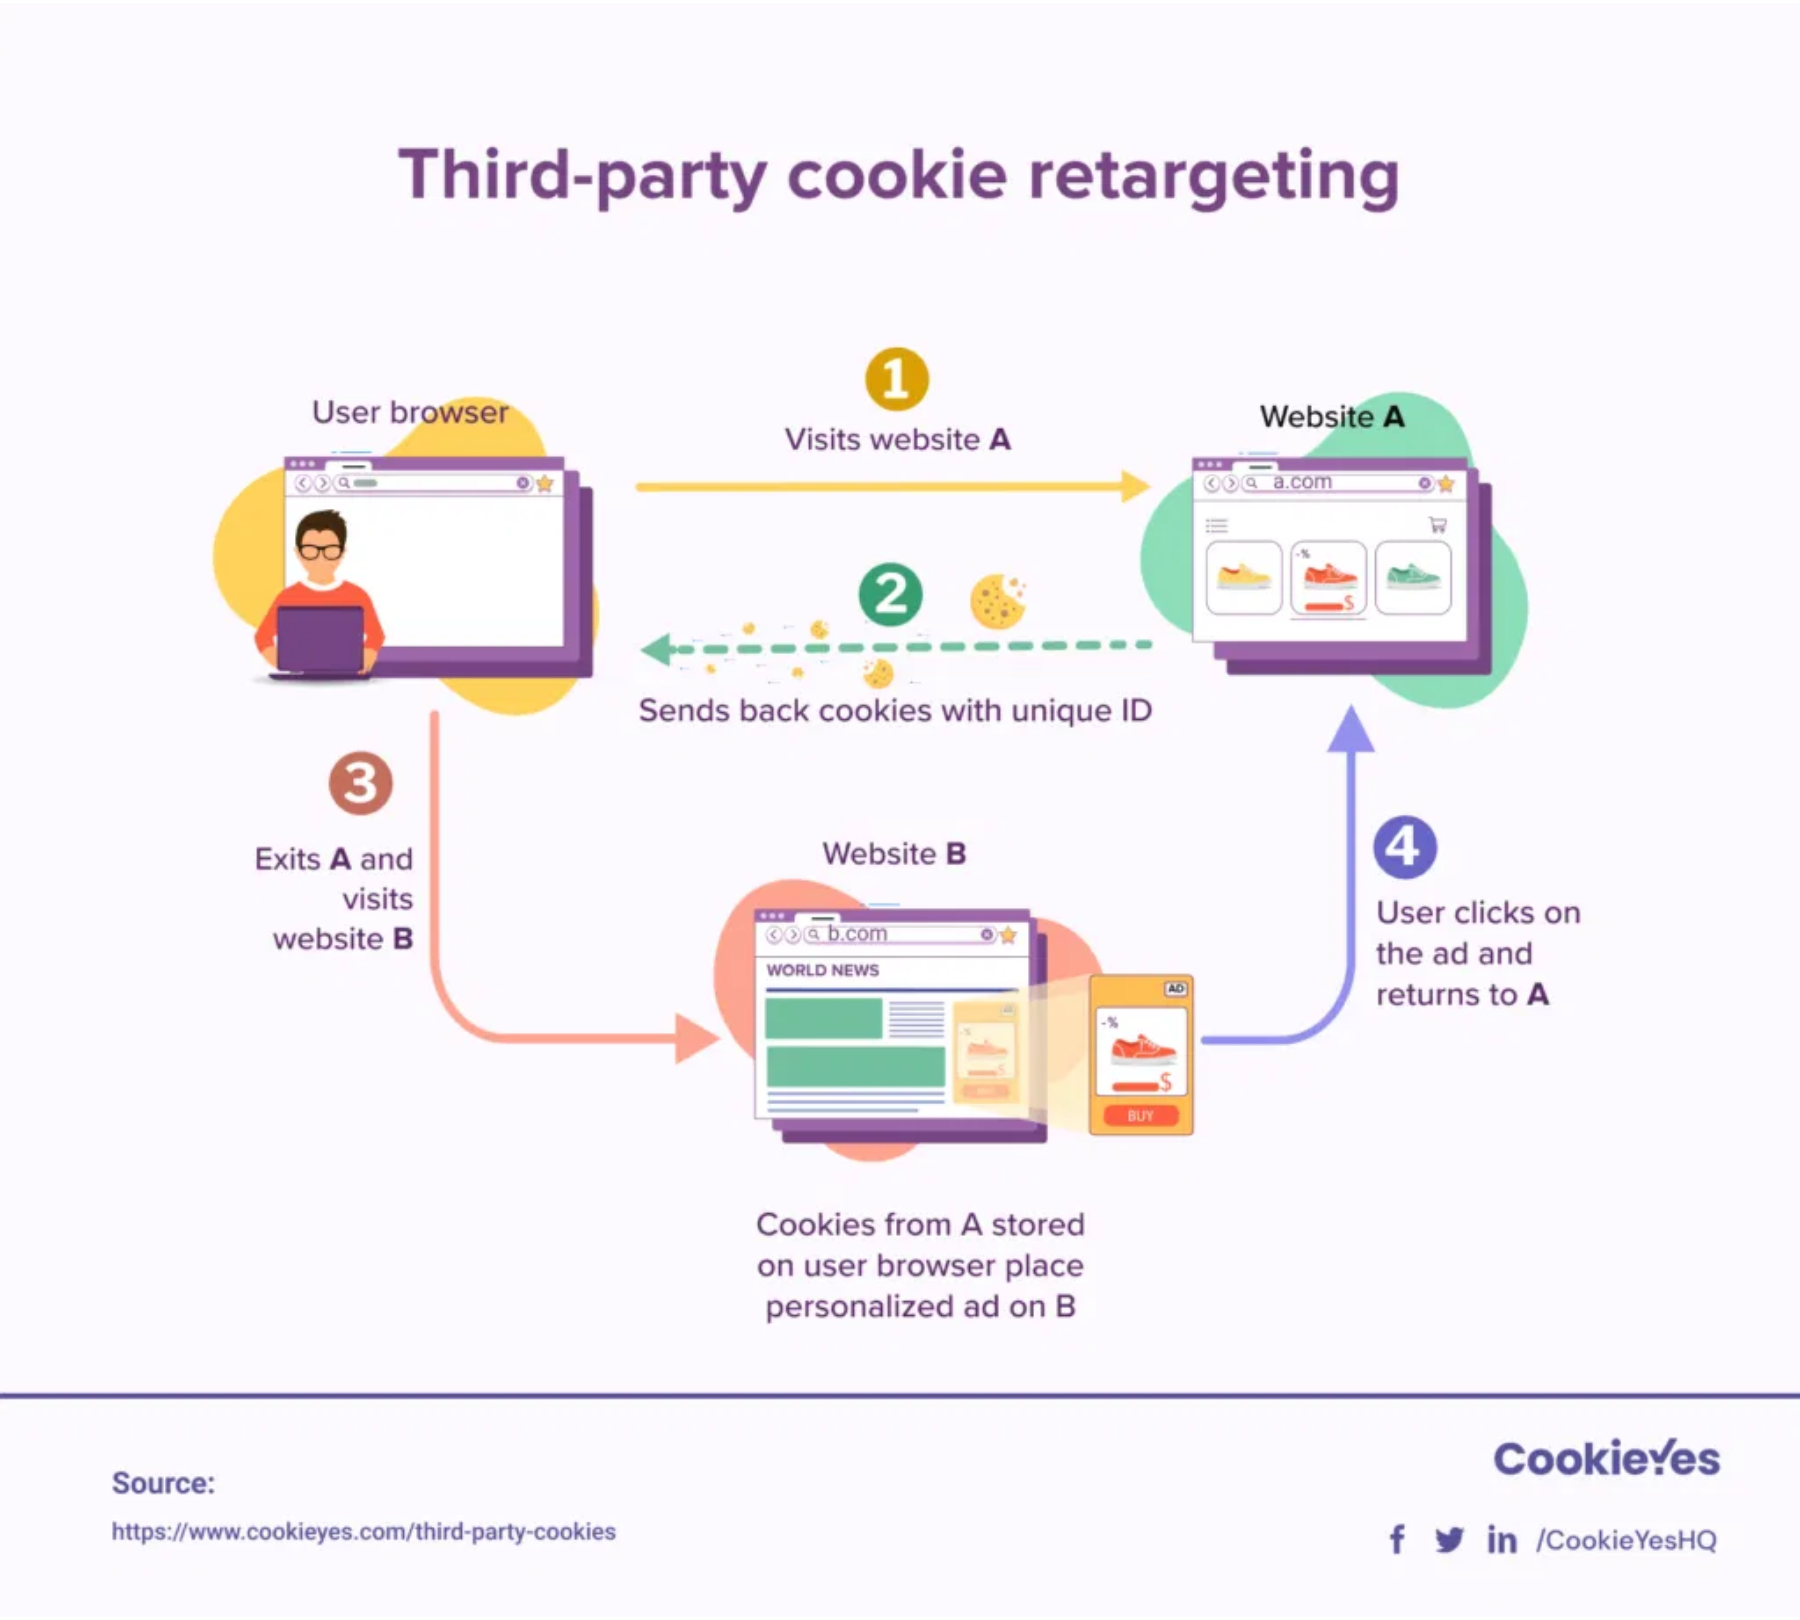 Third-party cookie retargeting
1
Visits website A
User browser
Website A
a.com
-%
$
2
Sends back cookies with unique ID
3
Exits A and
visits
website B
Website B
b.com
WORLD NEWS
AD
-%
$
BUY
4
User clicks on
the ad and
returns to A
Cookies from A stored
on user browser place
personalized ad on B
Source:
https://www.cookieyes.com/third-party-cookies
CookieYes
f in /CookieYesHQ